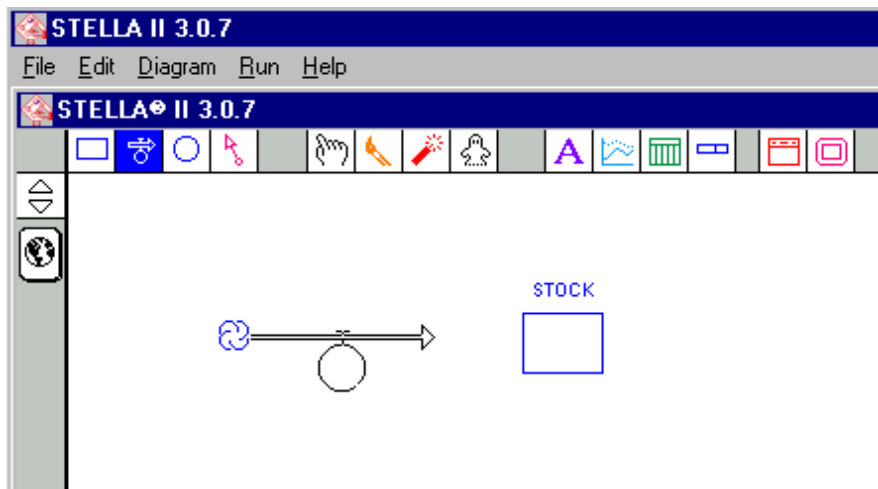 STELLA II 3.0.7
File Edit Diagram Run Help
STELLA® II 3.0.7
A
STOCK